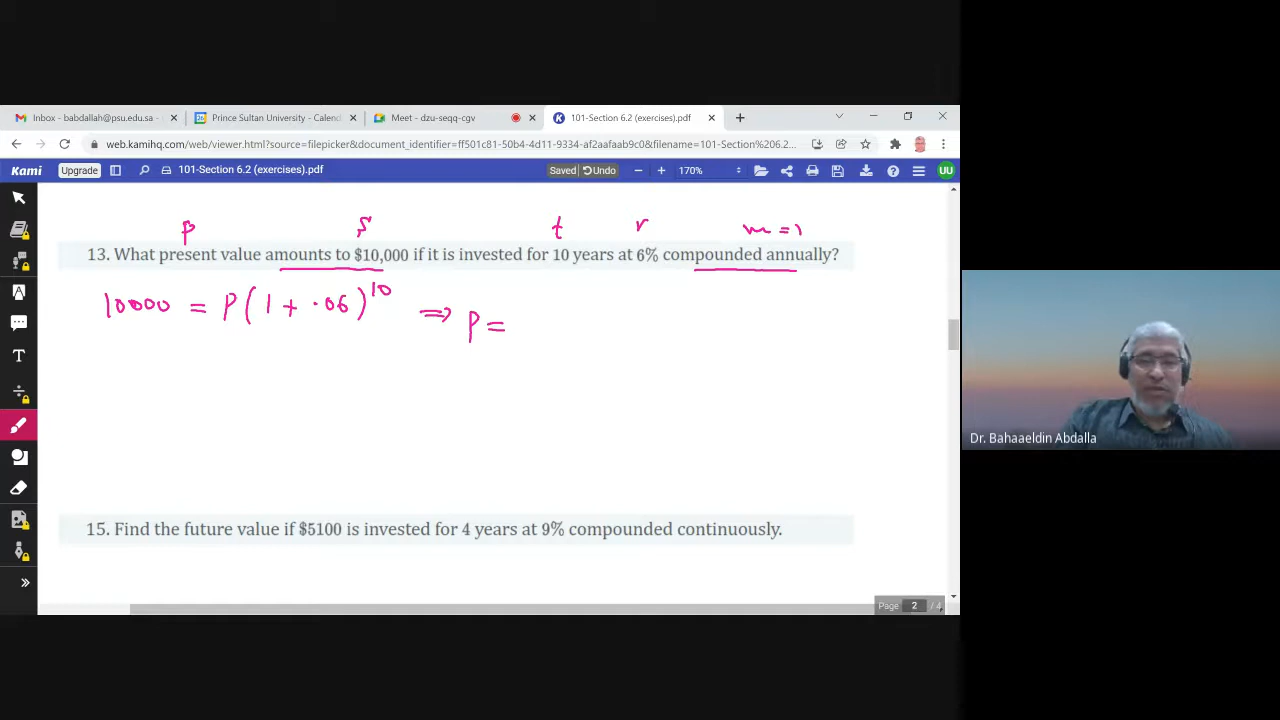 Inbox - babdallah@psu.edu.sa -
Prince Sultan University - Calend
Meet - dzu-seqq-cgv
101-Section 6.2 (exercises).pdf
web.kamihq.com/web/viewer.html?source=filepicker&document_identifier=ff501c81-50b4-4d11-9334-af2aafaab9c0&filename=101-Section%206.2...
Kami Upgrade 101-Section 6.2 (exercises).pdf Saved Undo 170% UU
P S t r m = 1
13. What present value amounts to $10,000 if it is invested for 10 years at 6% compounded annually?
10000 = P(1 + .06)^10 ⇒ P =
15. Find the future value if $5100 is invested for 4 years at 9% compounded continuously.
Page 2 / 4
Dr. Bahaaeldin Abdalla